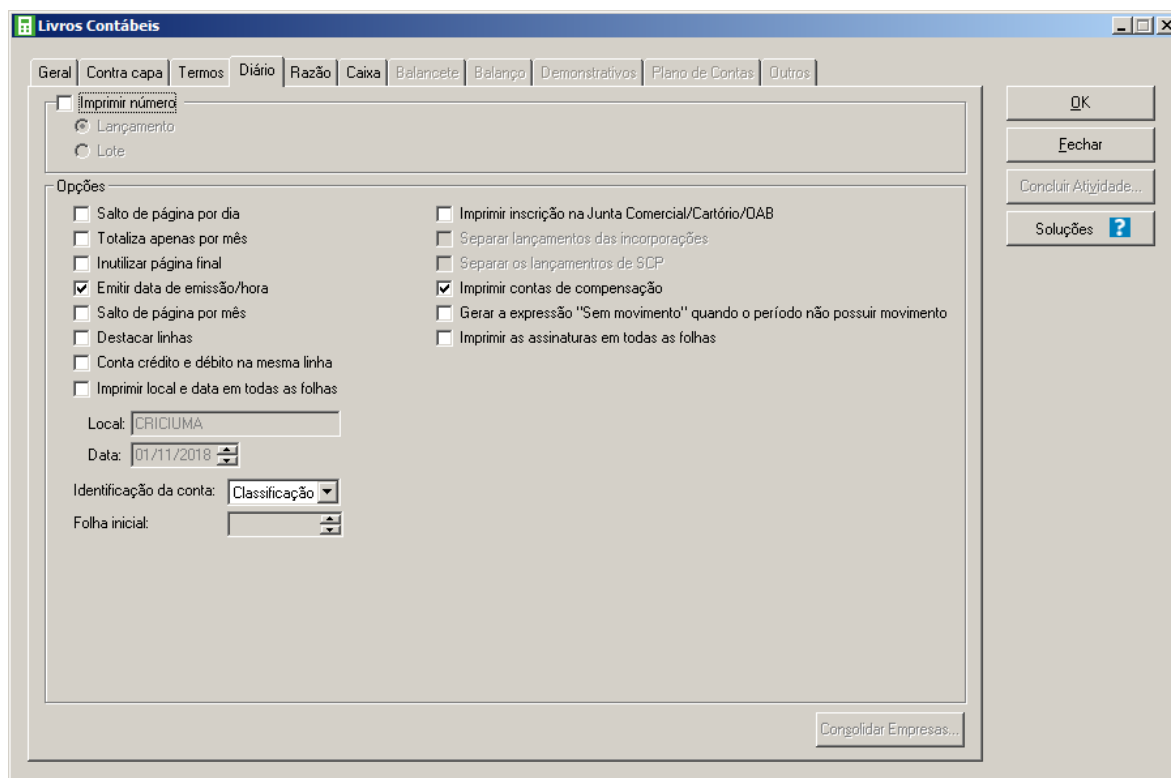 Livros Contábeis
Geral Contra capa Termos Diário Razão Caixa Balancete Balanço Demonstrativos Plano de Contas Outros
Imprimir número
Lançamento
Lote
OK
Fechar
Concluir Atividade...
Soluções ?
Opções
Salto de página por dia
Totaliza apenas por mês
Inutilizar página final
Emitir data de emissão/hora
Salto de página por mês
Destacar linhas
Conta crédito e débito na mesma linha
Imprimir local e data em todas as folhas
Imprimir inscrição na Junta Comercial/Cartório/OAB
Separar lançamentos das incorporações
Separar os lançamentros de SCP
Imprimir contas de compensação
Gerar a expressão "Sem movimento" quando o período não possuir movimento
Imprimir as assinaturas em todas as folhas
Local: CRICIUMA
Data: 01/11/2018
Identificação da conta: Classificação
Folha inicial:
Consolidar Empresas...